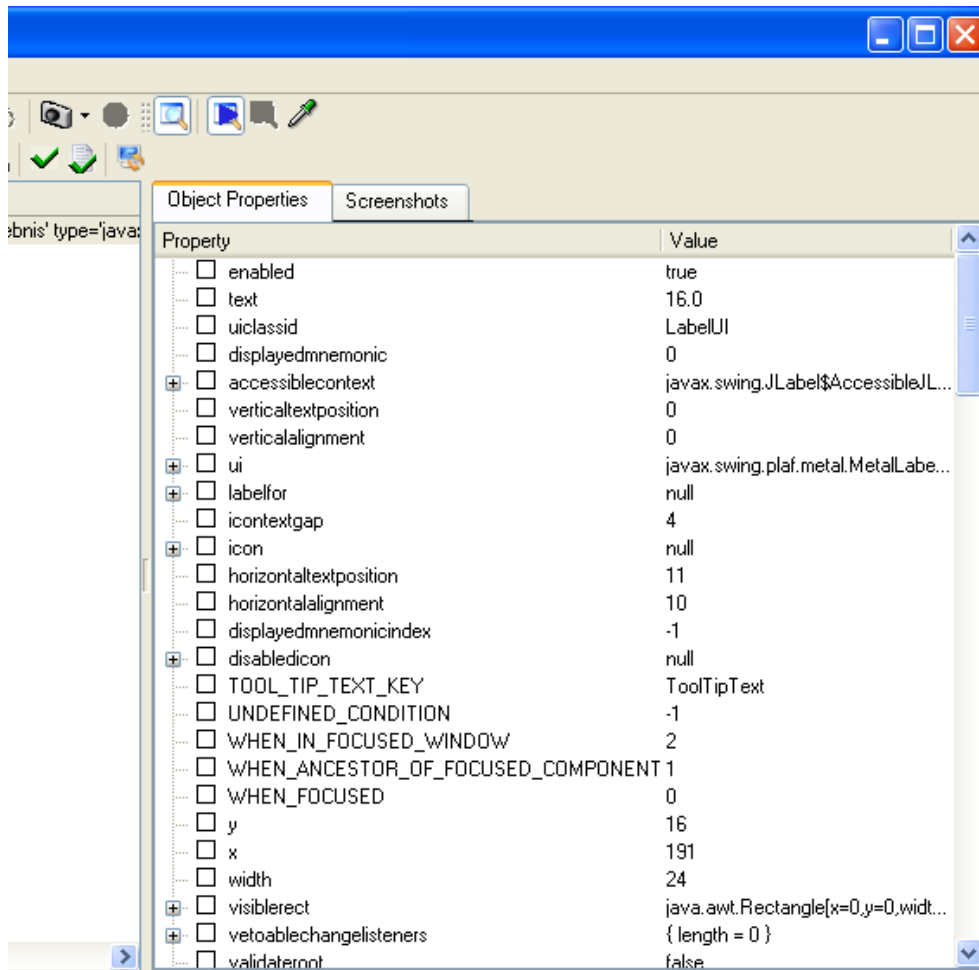 Object Properties Screenshots
ebnis' type='java:
Property Value
enabled true
text 16.0
uiclassid LabelUI
displayedmnemonic 0
accessiblecontext javax.swing.JLabel$AccessibleJL...
verticaltextposition 0
verticalalignment 0
ui javax.swing.plaf.metal.MetalLabe...
labelfor null
icontextgap 4
icon null
horizontaltextposition 11
horizontalalignment 10
displayedmnemonicindex -1
disabledicon null
TOOL_TIP_TEXT_KEY ToolTipText
UNDEFINED_CONDITION -1
WHEN_IN_FOCUSED_WINDOW 2
WHEN_ANCESTOR_OF_FOCUSED_COMPONENT 1
WHEN_FOCUSED 0
y 16
x 191
width 24
visiblerect java.awt.Rectangle[x=0,y=0,widt...
vetoablechangelisteners { length = 0 }
validateroot false